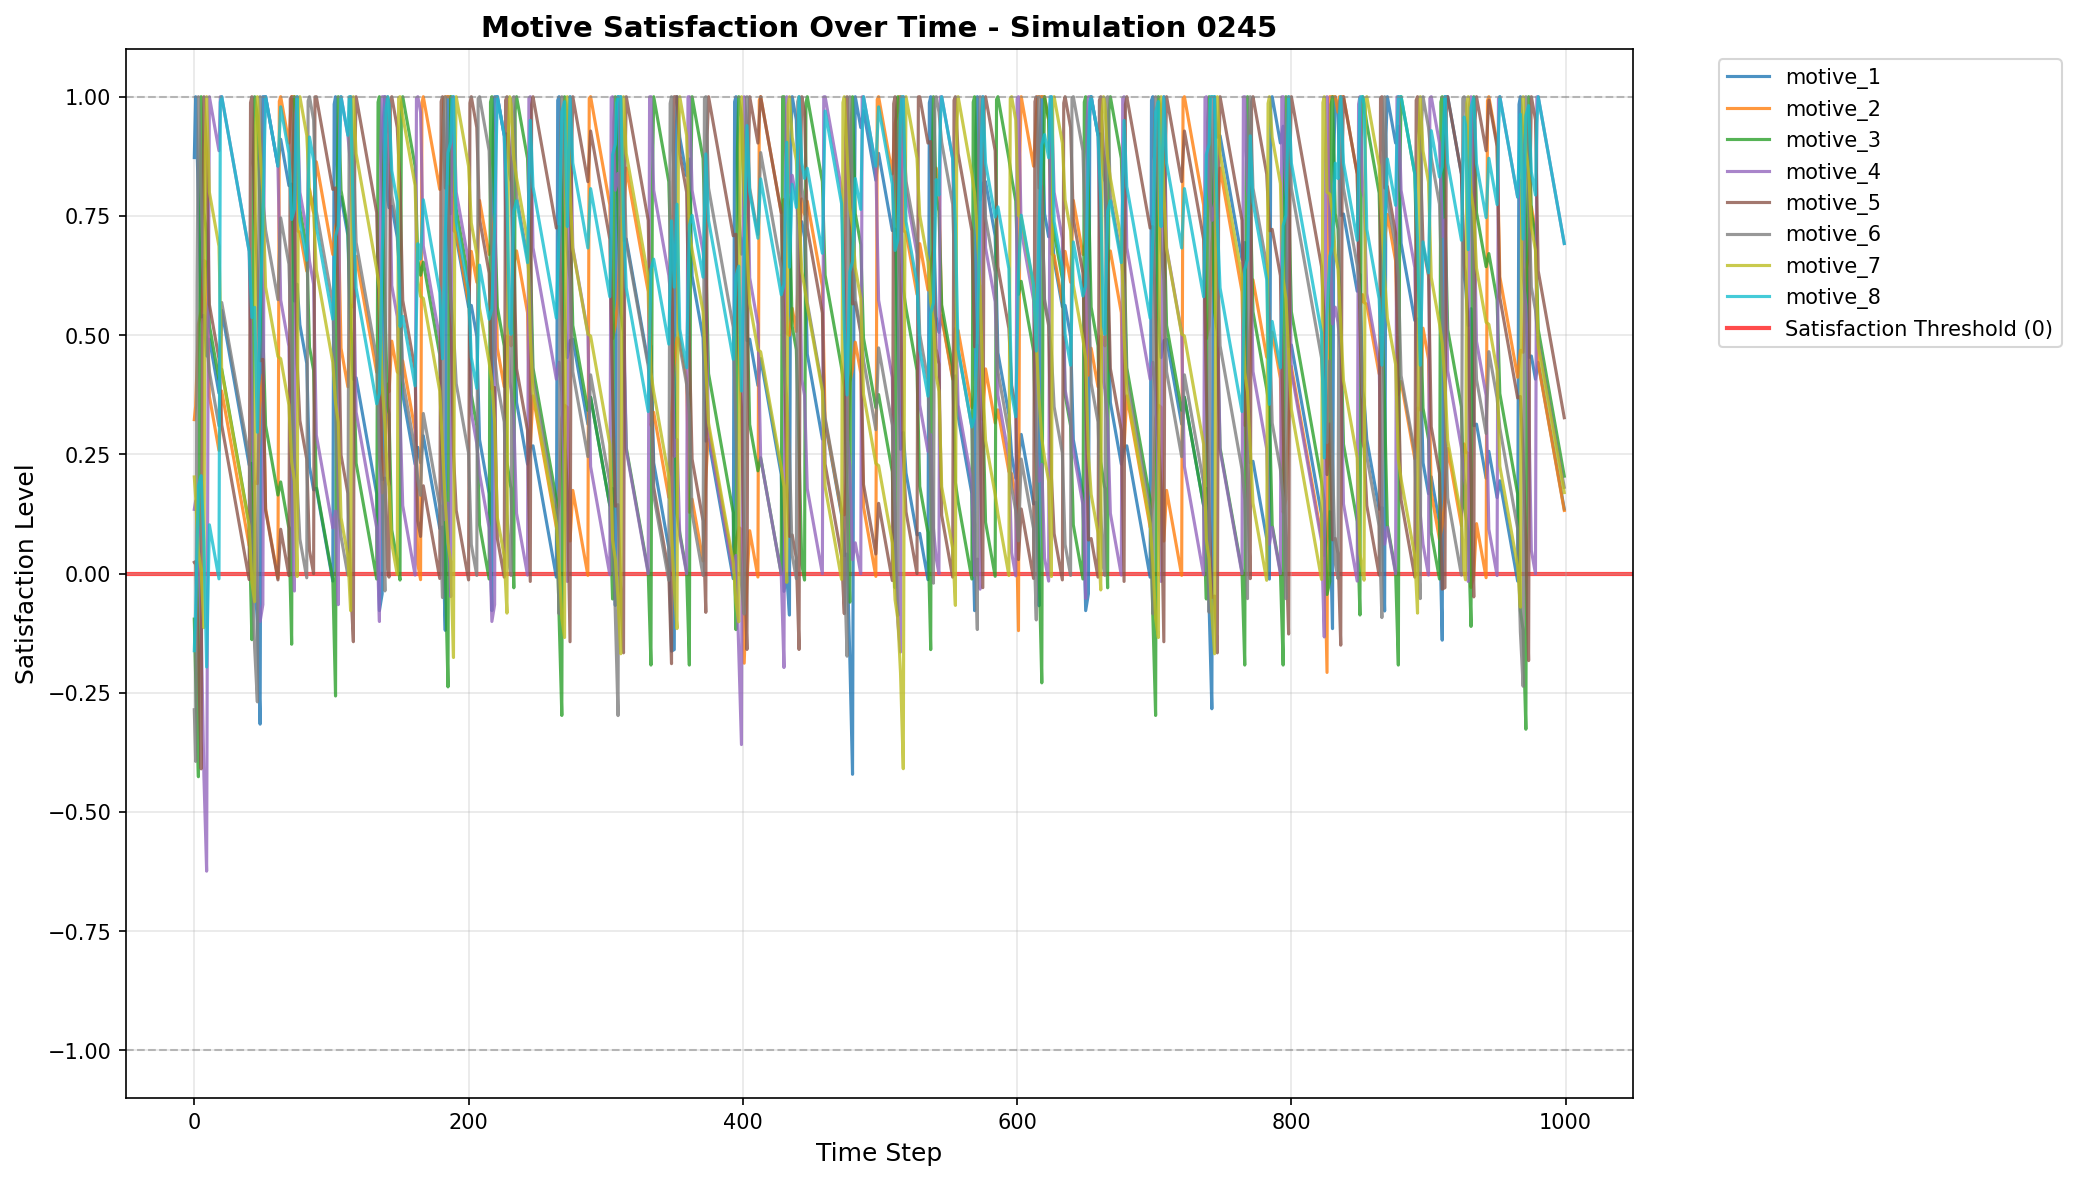 Motive Satisfaction Over Time - Simulation 0245
1.00
0.75
0.50
0.25
0.00
−0.25
−0.50
−0.75
−1.00
Satisfaction Level
0
200
400
600
800
1000
Time Step
motive_1
motive_2
motive_3
motive_4
motive_5
motive_6
motive_7
motive_8
Satisfaction Threshold (0)